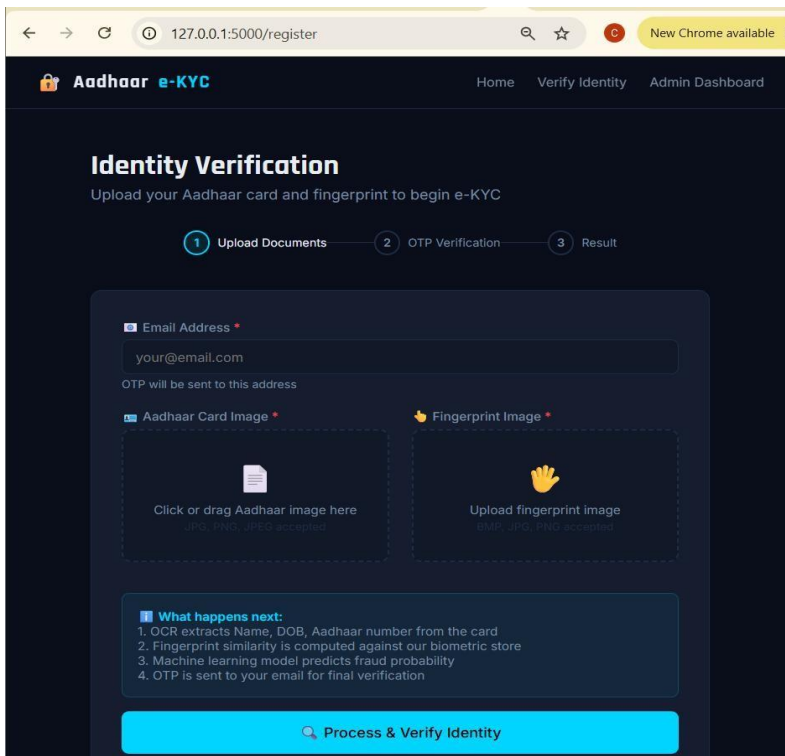 127.0.0.1:5000/register
C
New Chrome available
Aadhaar e-KYC
Home Verify Identity Admin Dashboard
Identity Verification
Upload your Aadhaar card and fingerprint to begin e-KYC
1 Upload Documents 2 OTP Verification 3 Result
Email Address *
your@email.com
OTP will be sent to this address
Aadhaar Card Image * Fingerprint Image *
Click or drag Aadhaar image here Upload fingerprint image
JPG, PNG, JPEG accepted BMP, JPG, PNG accepted
What happens next:
1. OCR extracts Name, DOB, Aadhaar number from the card
2. Fingerprint similarity is computed against our biometric store
3. Machine learning model predicts fraud probability
4. OTP is sent to your email for final verification
Process & Verify Identity